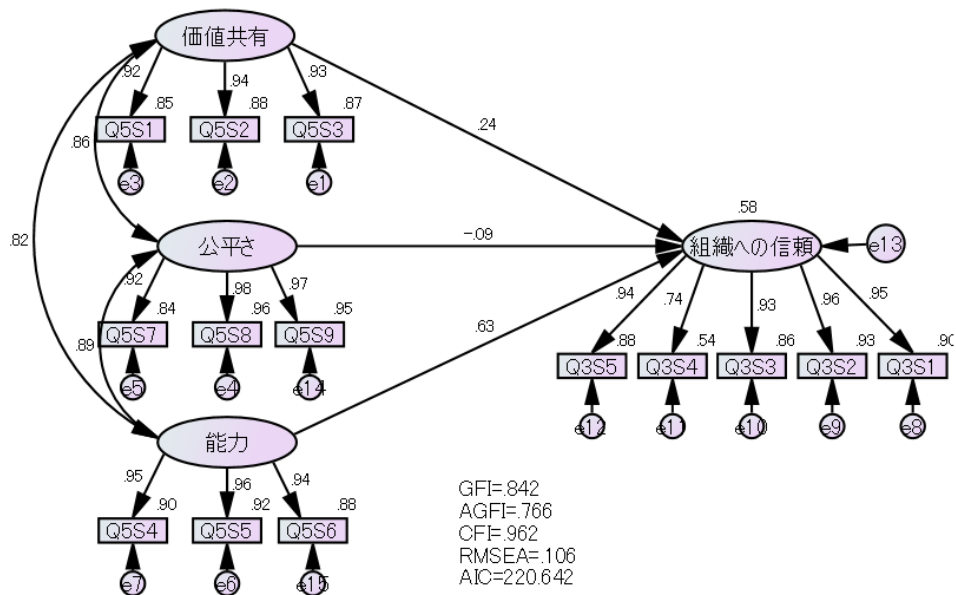 価値共有
.92
.94
.93
.85
.88
.87
Q5S1
Q5S2
Q5S3
e3
e2
e1
.86
.24
.82
.58
公平さ
-.09
組織への信頼
e13
.92
.98
.97
.84
.96
.95
Q5S7
Q5S8
Q5S9
e5
e4
e14
.89
.63
.94
.74
.93
.96
.95
.88
.54
.86
.93
.90
Q3S5
Q3S4
Q3S3
Q3S2
Q3S1
e12
e11
e10
e9
e8
能力
.95
.96
.94
.90
.92
.88
Q5S4
Q5S5
Q5S6
e7
e6
e15
GFI=.842
AGFI=.766
CFI=.962
RMSEA=.106
AIC=220.642